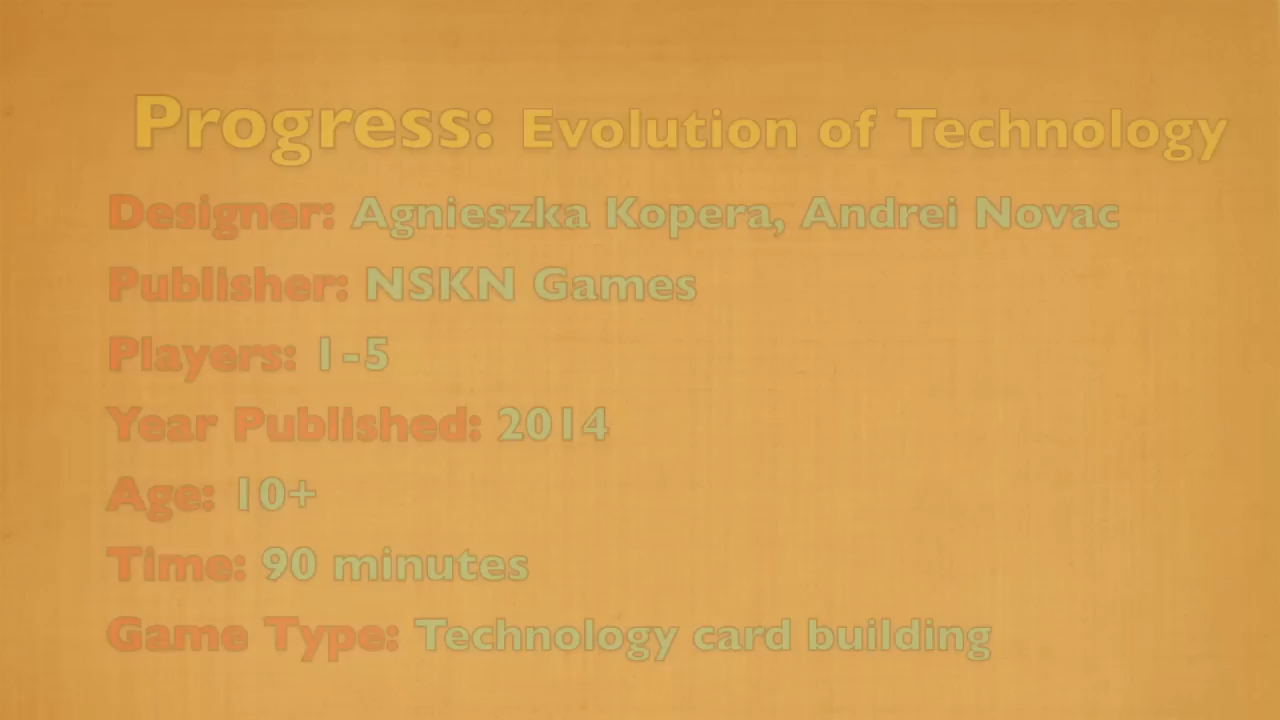 Progress: Evolution of Technology
Designer: Agnieszka Kopera, Andrei Novac
Publisher: NSKN Games
Players: 1-5
Year Published: 2014
Age: 10+
Time: 90 minutes
Game Type: Technology card building